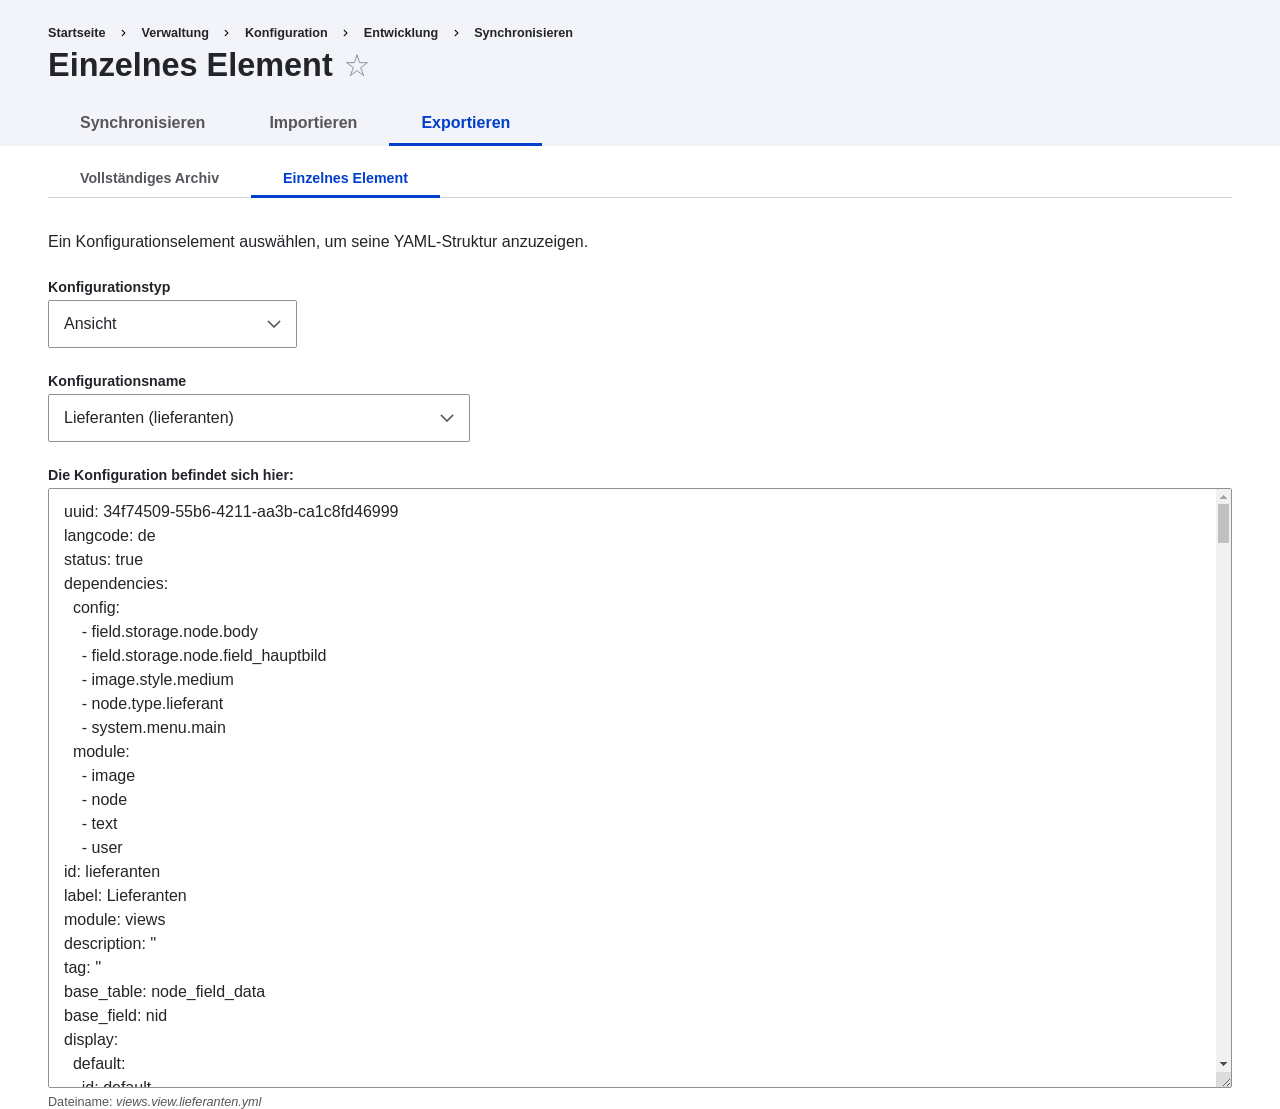 Startseite > Verwaltung > Konfiguration > Entwicklung > Synchronisieren
Einzelnes Element ☆
Synchronisieren Importieren Exportieren
Vollständiges Archiv Einzelnes Element
Ein Konfigurationselement auswählen, um seine YAML-Struktur anzuzeigen.
Konfigurationstyp
Ansicht
Konfigurationsname
Lieferanten (lieferanten)
Die Konfiguration befindet sich hier:
uuid: 34f74509-55b6-4211-aa3b-ca1c8fd46999
langcode: de
status: true
dependencies:
  config:
    - field.storage.node.body
    - field.storage.node.field_hauptbild
    - image.style.medium
    - node.type.lieferant
    - system.menu.main
  module:
    - image
    - node
    - text
    - user
id: lieferanten
label: Lieferanten
module: views
description: ''
tag: ''
base_table: node_field_data
base_field: nid
display:
  default:
    id: default
Dateiname: views.view.lieferanten.yml